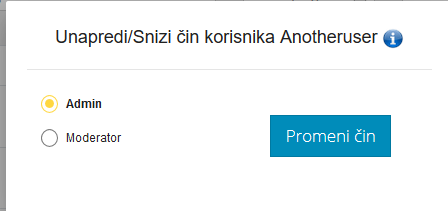 Unapredi/Snizi čin korisnika Anotheruser
Admin
Moderator
Promeni čin